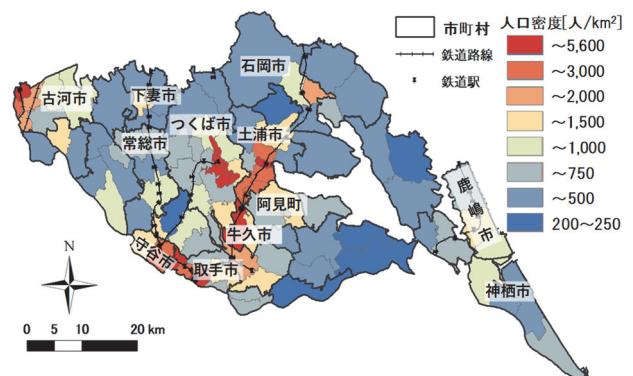 市町村
鉄道路線
鉄道駅
人口密度[人/km²]
～5,600
～3,000
～2,000
～1,500
～1,000
～750
～500
200～250
石岡市
古河市
下妻市
つくば市
土浦市
常総市
阿見町
鹿嶋市
牛久市
守谷市
取手市
神栖市
N
0 5 10 20 km